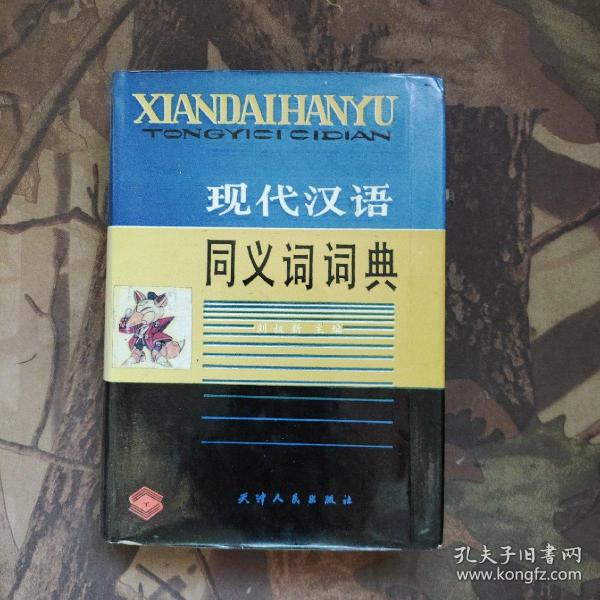 XIANDAIHANYU
TONGYICI CIDIAN
现代汉语
同义词词典
刘叔新 主编
天津人民出版社
孔夫子旧书网
www.kongfz.com